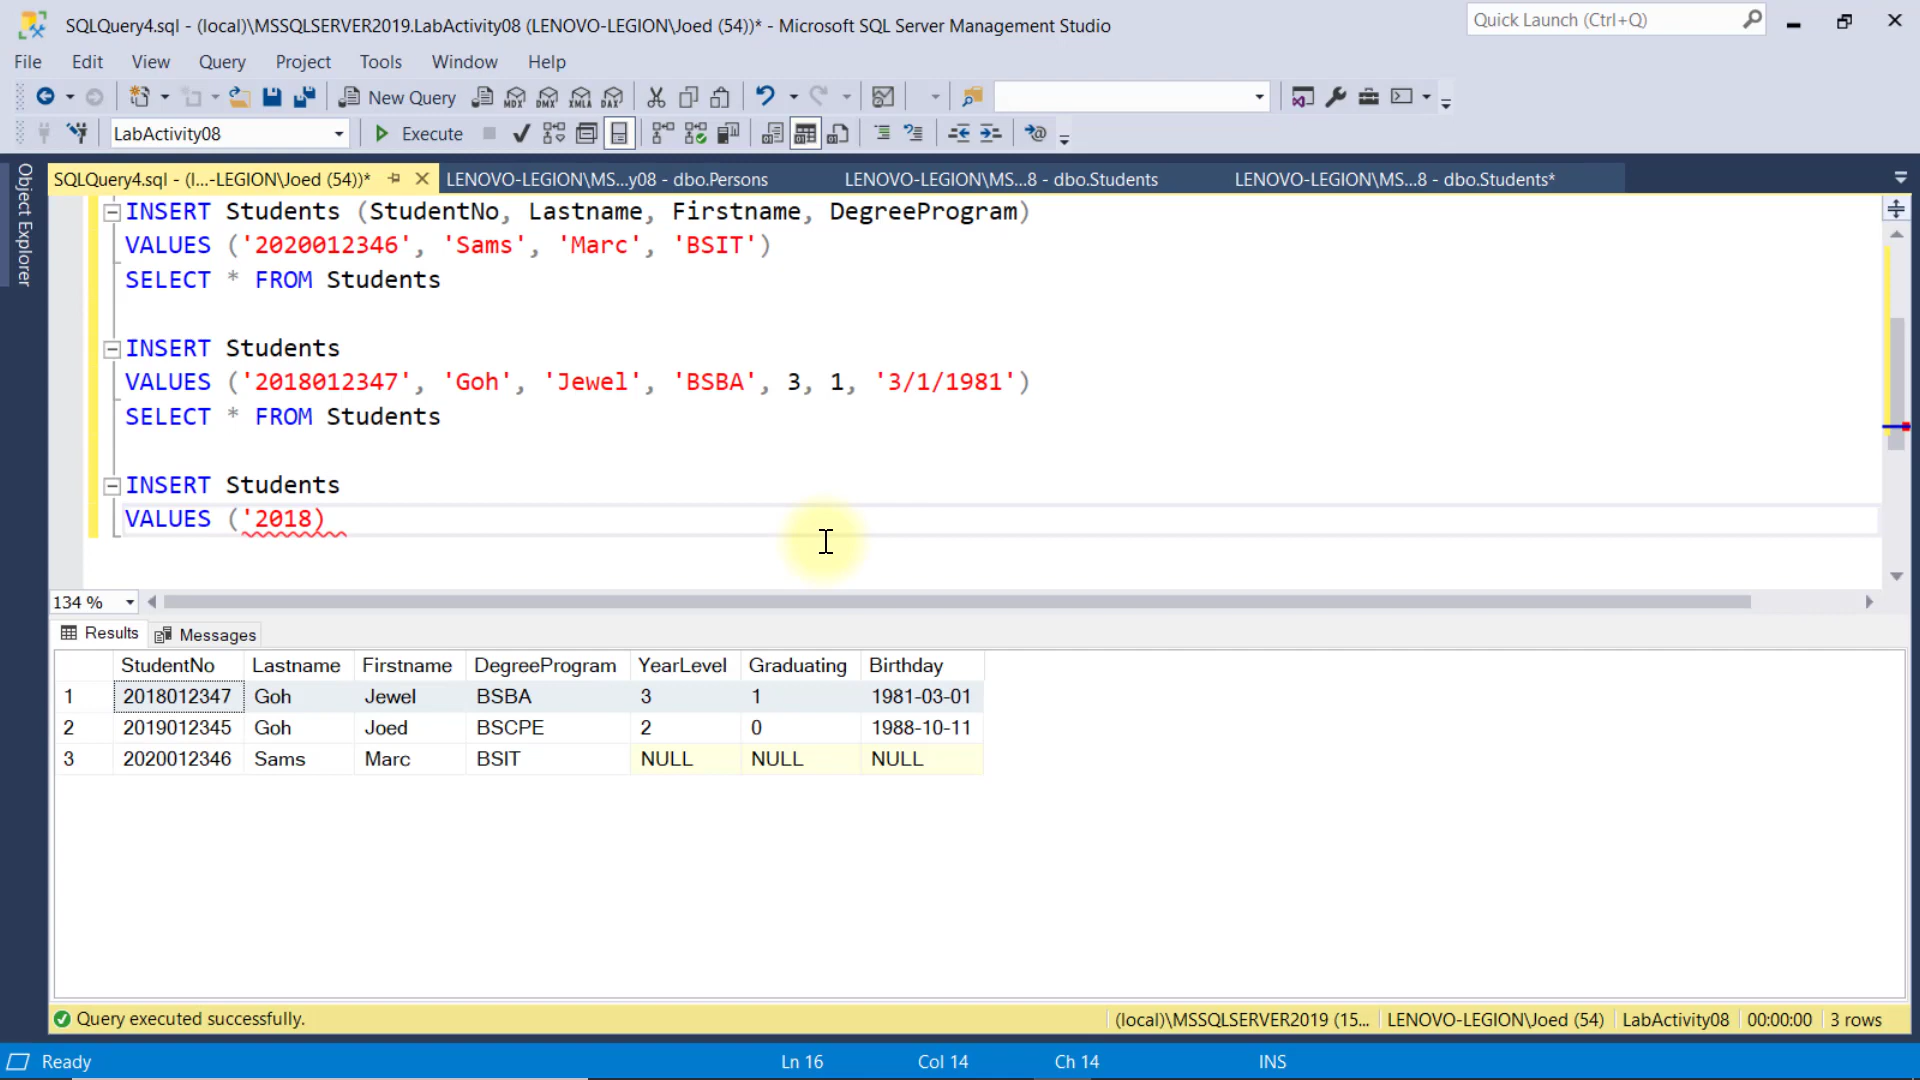 SQLQuery4.sql - (local)\MSSQLSERVER2019.LabActivity08 (LENOVO-LEGION\Joed (54))* - Microsoft SQL Server Management Studio
Quick Launch (Ctrl+Q)
File Edit View Query Project Tools Window Help
New Query MDX DMX XMLA DAX
LabActivity08 Execute
Object Explorer
SQLQuery4.sql - (l...-LEGION\Joed (54))* LENOVO-LEGION\MS...y08 - dbo.Persons LENOVO-LEGION\MS...8 - dbo.Students LENOVO-LEGION\MS...8 - dbo.Students*
INSERT Students (StudentNo, Lastname, Firstname, DegreeProgram)
VALUES ('2020012346', 'Sams', 'Marc', 'BSIT')
SELECT * FROM Students
INSERT Students
VALUES ('2018012347', 'Goh', 'Jewel', 'BSBA', 3, 1, '3/1/1981')
SELECT * FROM Students
INSERT Students
VALUES ('2018)
134 %
Results Messages
StudentNo Lastname Firstname DegreeProgram YearLevel Graduating Birthday
1 2018012347 Goh Jewel BSBA 3 1 1981-03-01
2 2019012345 Goh Joed BSCPE 2 0 1988-10-11
3 2020012346 Sams Marc BSIT NULL NULL NULL
Query executed successfully. (local)\MSSQLSERVER2019 (15... LENOVO-LEGION\Joed (54) LabActivity08 00:00:00 3 rows
Ready Ln 16 Col 14 Ch 14 INS